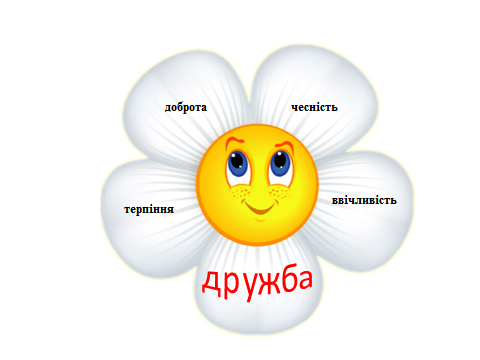 доброта
чесність
терпіння
ввічливість
дружба